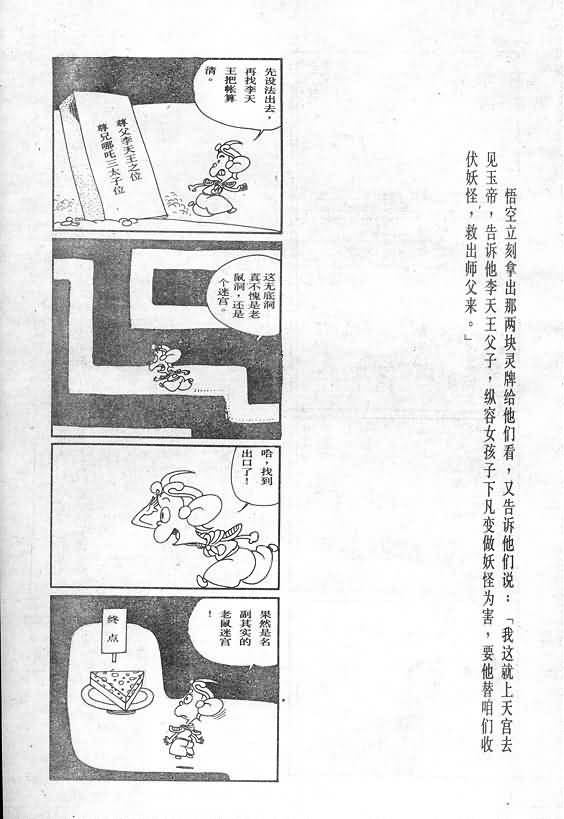 悟空立刻拿出那两块灵牌给他们看，又告诉他们说：「我这就上天宫去
见玉帝，告诉他李天王父子，纵容女孩子下凡变做妖怪为害，要他替咱们收
伏妖怪，救出师父来。」
先设法出去，
再找李天
王把帐算
清。
尊父李天王之位
尊兄哪吒三太子位
这无底洞
真不愧是老
鼠洞，还是
个迷宫。
哈，找到
出口了！
果然是名
副其实的
老鼠迷宫
！
终点